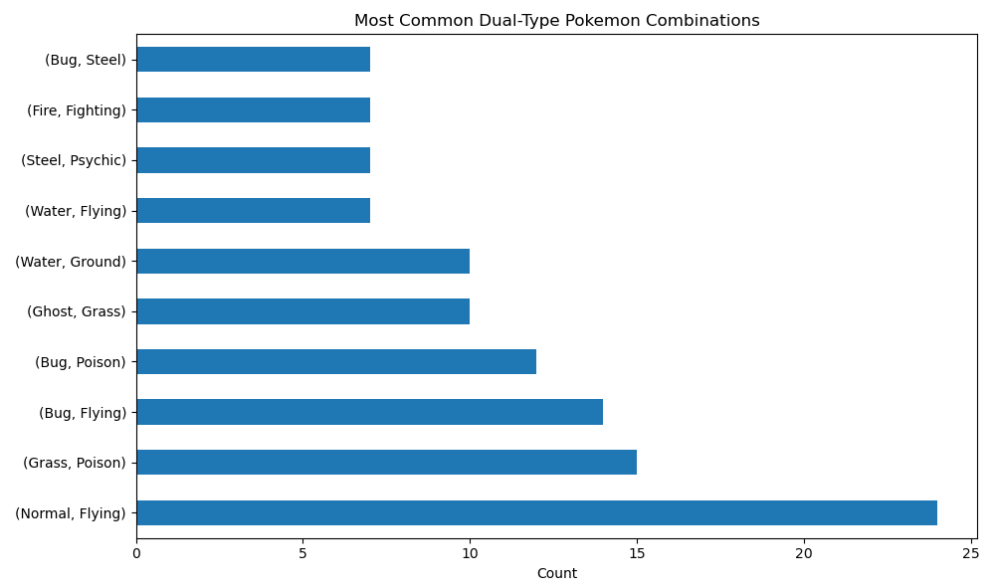 Most Common Dual-Type Pokemon Combinations
(Bug, Steel)
(Fire, Fighting)
(Steel, Psychic)
(Water, Flying)
(Water, Ground)
(Ghost, Grass)
(Bug, Poison)
(Bug, Flying)
(Grass, Poison)
(Normal, Flying)
0 5 10 15 20 25
Count